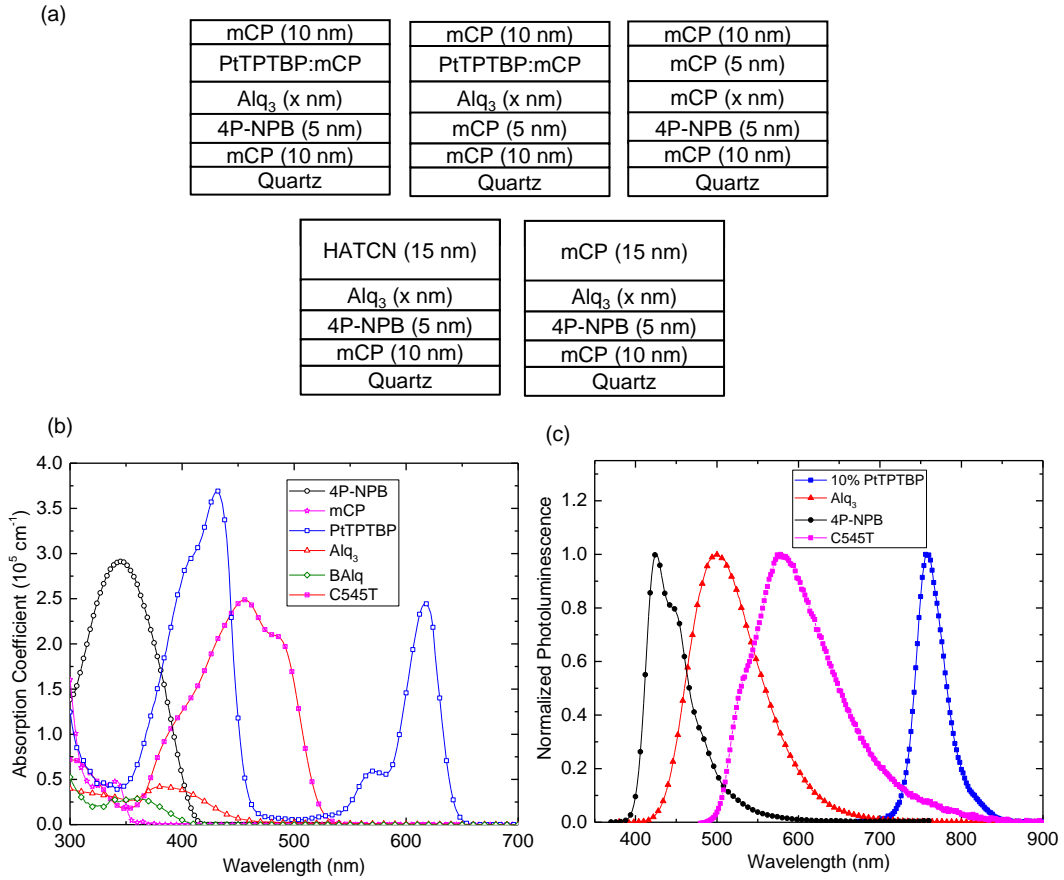 (a)
mCP (10 nm)
PtTPTBP:mCP
Alq₃ (x nm)
4P-NPB (5 nm)
mCP (10 nm)
Quartz
mCP (10 nm)
PtTPTBP:mCP
Alq₃ (x nm)
mCP (5 nm)
mCP (10 nm)
Quartz
mCP (10 nm)
mCP (5 nm)
mCP (x nm)
4P-NPB (5 nm)
mCP (10 nm)
Quartz
HATCN (15 nm)
Alq₃ (x nm)
4P-NPB (5 nm)
mCP (10 nm)
Quartz
mCP (15 nm)
Alq₃ (x nm)
4P-NPB (5 nm)
mCP (10 nm)
Quartz
(b)
Absorption Coefficient (10⁵ cm⁻¹)
4.0
3.5
3.0
2.5
2.0
1.5
1.0
0.5
0.0
4P-NPB
mCP
PtTPTBP
Alq₃
BAlq
C545T
300 400 500 600 700
Wavelength (nm)
(c)
Normalized Photoluminescence
1.2
1.0
0.8
0.6
0.4
0.2
0.0
10% PtTPTBP
Alq₃
4P-NPB
C545T
400 500 600 700 800 900
Wavelength (nm)